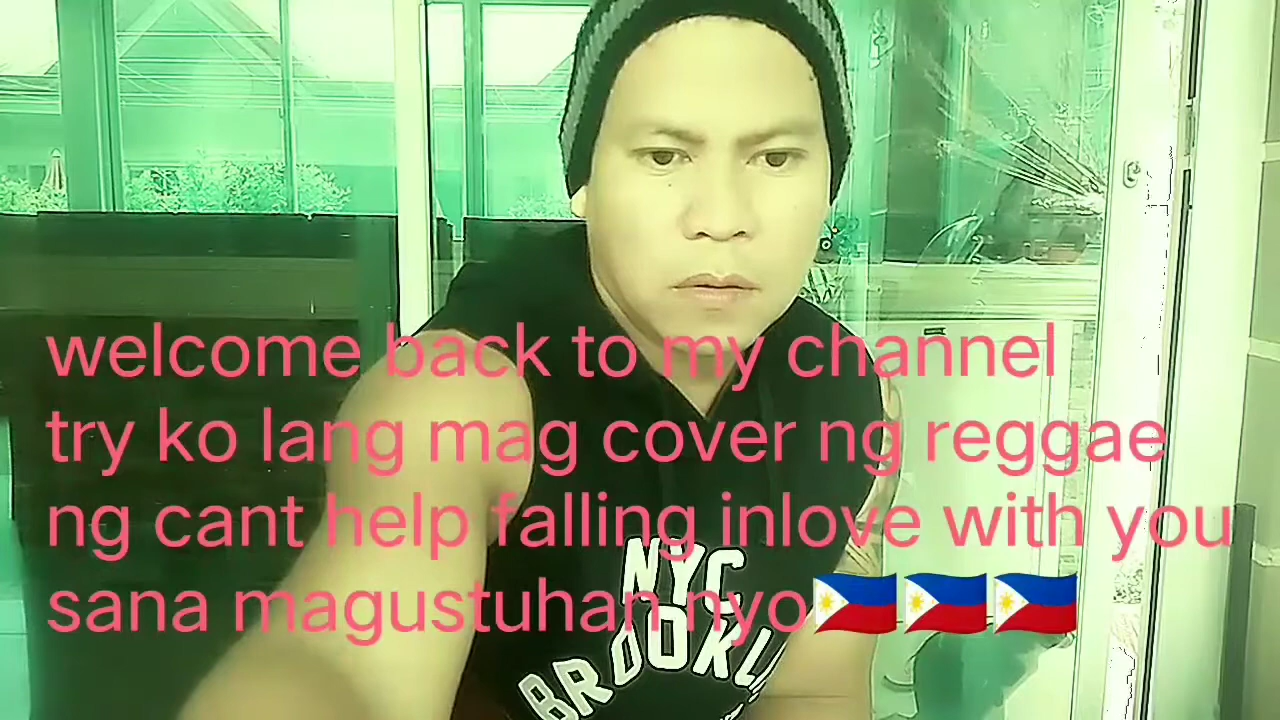 welcome back to my channel
try ko lang mag cover ng reggae
ng cant help falling inlove with you
sana magustuhan nyo🇵🇭🇵🇭🇵🇭
NYC